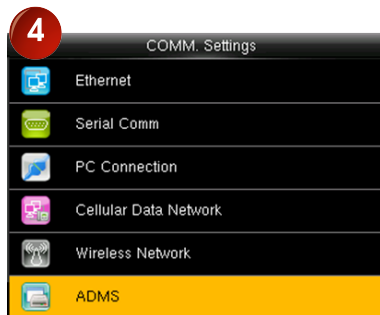 4
COMM. Settings
Ethernet
Serial Comm
PC Connection
Cellular Data Network
Wireless Network
ADMS